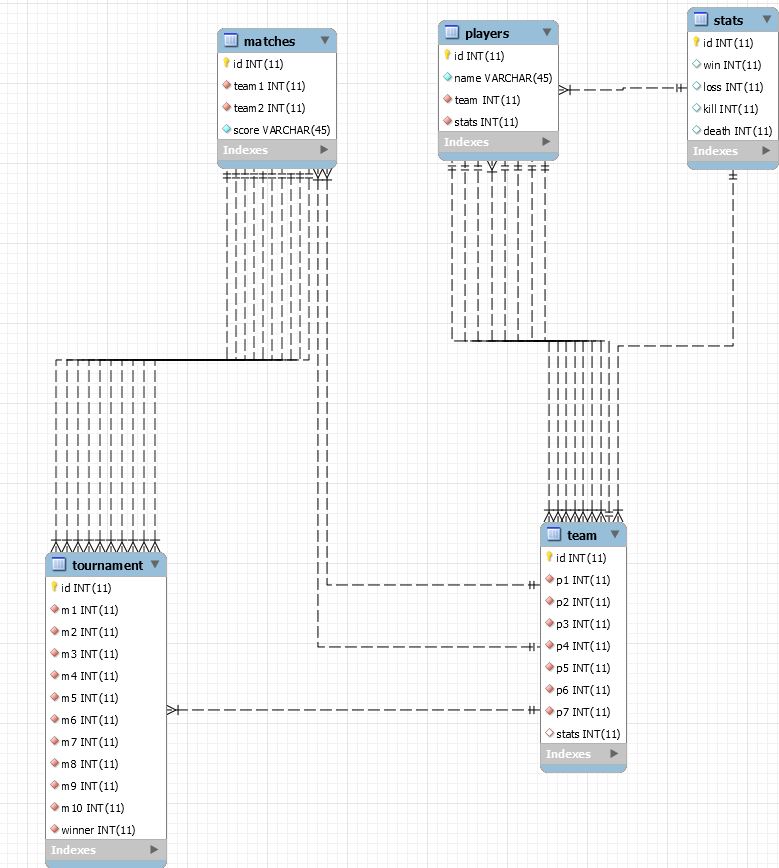 matches
id INT(11)
team1 INT(11)
team2 INT(11)
score VARCHAR(45)
Indexes
players
id INT(11)
name VARCHAR(45)
team INT(11)
stats INT(11)
Indexes
stats
id INT(11)
win INT(11)
loss INT(11)
kill INT(11)
death INT(11)
Indexes
tournament
id INT(11)
m1 INT(11)
m2 INT(11)
m3 INT(11)
m4 INT(11)
m5 INT(11)
m6 INT(11)
m7 INT(11)
m8 INT(11)
m9 INT(11)
m10 INT(11)
winner INT(11)
Indexes
team
id INT(11)
p1 INT(11)
p2 INT(11)
p3 INT(11)
p4 INT(11)
p5 INT(11)
p6 INT(11)
p7 INT(11)
stats INT(11)
Indexes